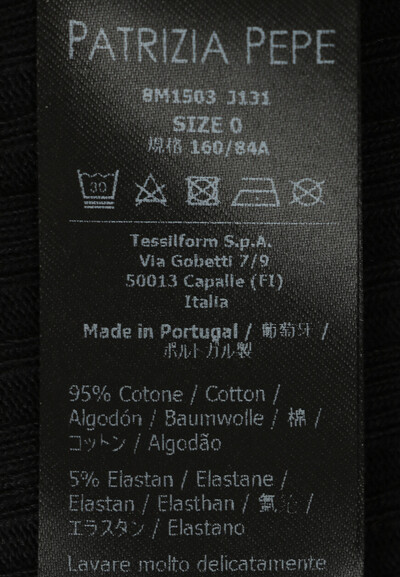 PATRIZIA PEPE
8M1503 J131
SIZE 0
規格 160/84A
30
Tessilform S.p.A.
Via Gobetti 7/9
50013 Capalle (FI)
Italia
Made in Portugal / 葡萄牙 /
ポルトガル製
95% Cotone / Cotton /
Algodón / Baumwolle / 棉 /
コットン / Algodão
5% Elastan / Elastane /
Elastan / Elasthan / 氨纶 /
エラスタン / Elastano
Lavare molto delicatamente